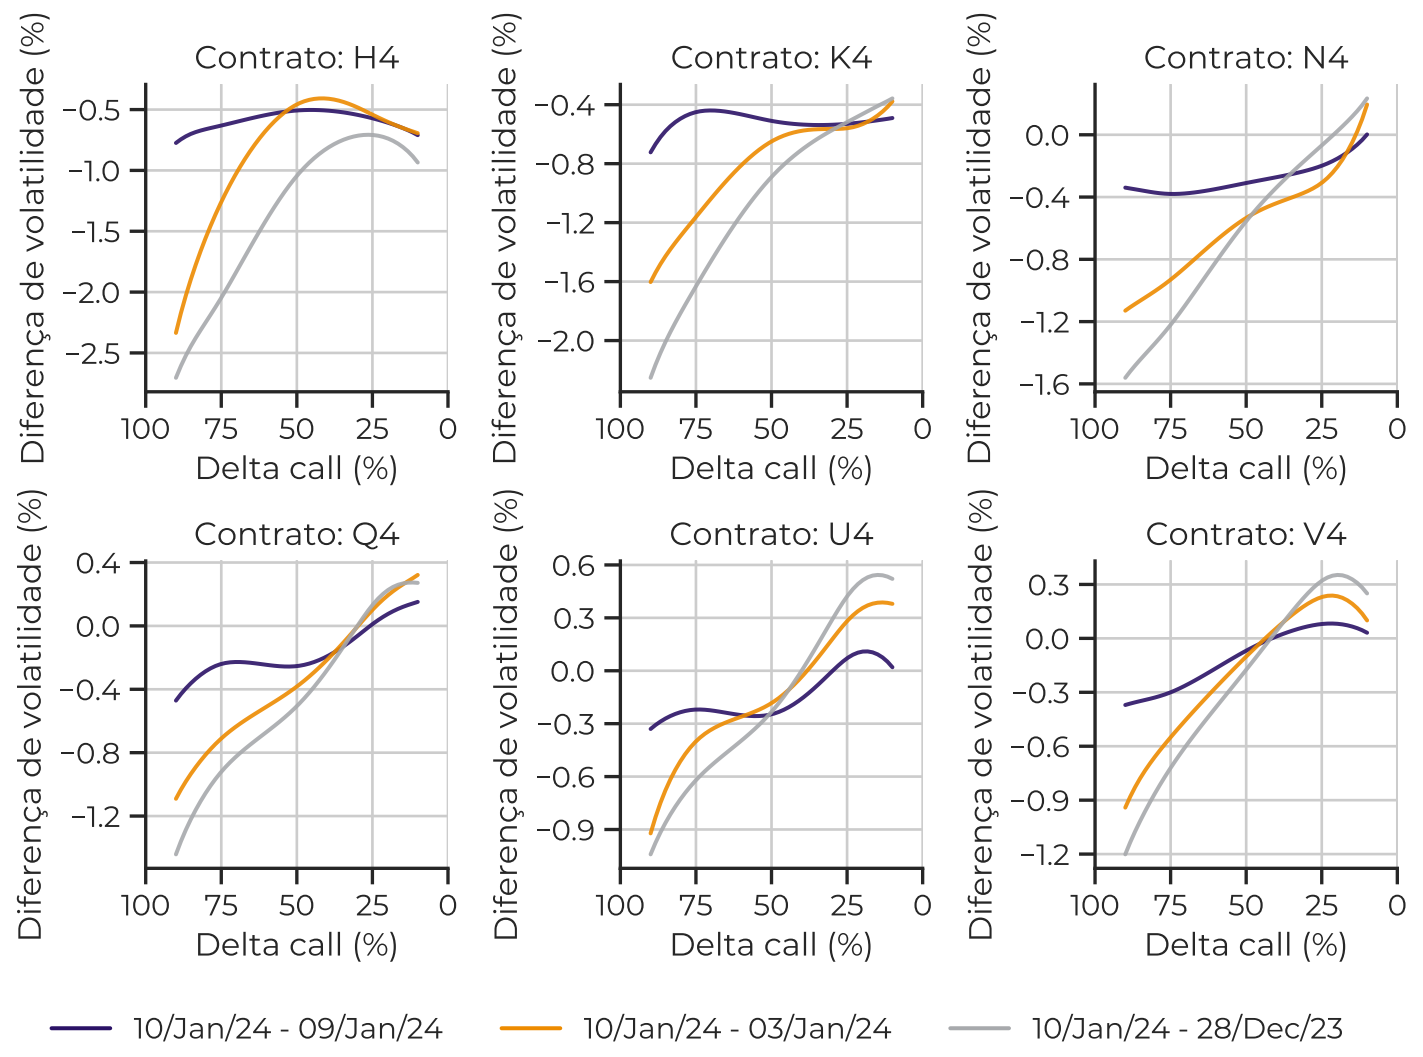 Contrato: H4
Diferença de volatilidade (%)
−0.5
−1.0
−1.5
−2.0
−2.5
100 75 50 25 0
Delta call (%)
Contrato: K4
Diferença de volatilidade (%)
−0.4
−0.8
−1.2
−1.6
−2.0
100 75 50 25 0
Delta call (%)
Contrato: N4
Diferença de volatilidade (%)
0.0
−0.4
−0.8
−1.2
−1.6
100 75 50 25 0
Delta call (%)
Contrato: Q4
Diferença de volatilidade (%)
0.4
0.0
−0.4
−0.8
−1.2
100 75 50 25 0
Delta call (%)
Contrato: U4
Diferença de volatilidade (%)
0.6
0.3
0.0
−0.3
−0.6
−0.9
100 75 50 25 0
Delta call (%)
Contrato: V4
Diferença de volatilidade (%)
0.3
0.0
−0.3
−0.6
−0.9
−1.2
100 75 50 25 0
Delta call (%)
10/Jan/24 - 09/Jan/24
10/Jan/24 - 03/Jan/24
10/Jan/24 - 28/Dec/23